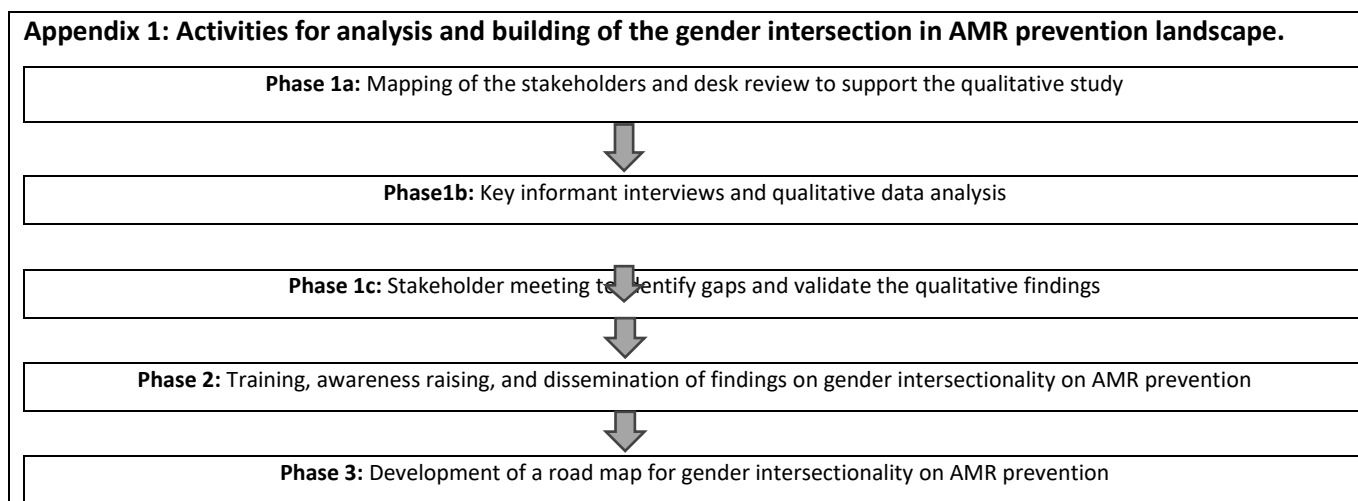 Appendix 1: Activities for analysis and building of the gender intersection in AMR prevention landscape.
Phase 1a: Mapping of the stakeholders and desk review to support the qualitative study
Phase1b: Key informant interviews and qualitative data analysis
Phase 1c: Stakeholder meeting to identify gaps and validate the qualitative findings
Phase 2: Training, awareness raising, and dissemination of findings on gender intersectionality on AMR prevention
Phase 3: Development of a road map for gender intersectionality on AMR prevention